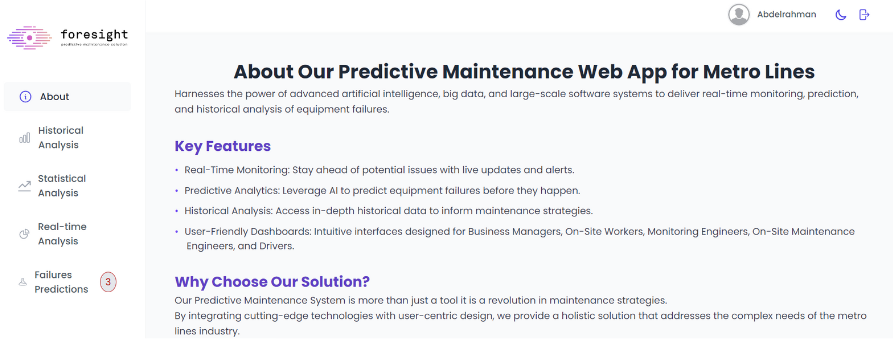 foresight
predictive maintenance solution
Abdelrahman
About
Historical
Analysis
Statistical
Analysis
Real-time
Analysis
Failures
Predictions
3
About Our Predictive Maintenance Web App for Metro Lines
Harnesses the power of advanced artificial intelligence, big data, and large-scale software systems to deliver real-time monitoring, prediction,
and historical analysis of equipment failures.
Key Features
• Real-Time Monitoring: Stay ahead of potential issues with live updates and alerts.
• Predictive Analytics: Leverage AI to predict equipment failures before they happen.
• Historical Analysis: Access in-depth historical data to inform maintenance strategies.
• User-Friendly Dashboards: Intuitive interfaces designed for Business Managers, On-Site Workers, Monitoring Engineers, On-Site Maintenance
Engineers, and Drivers.
Why Choose Our Solution?
Our Predictive Maintenance System is more than just a tool it is a revolution in maintenance strategies.
By integrating cutting-edge technologies with user-centric design, we provide a holistic solution that addresses the complex needs of the metro
lines industry.